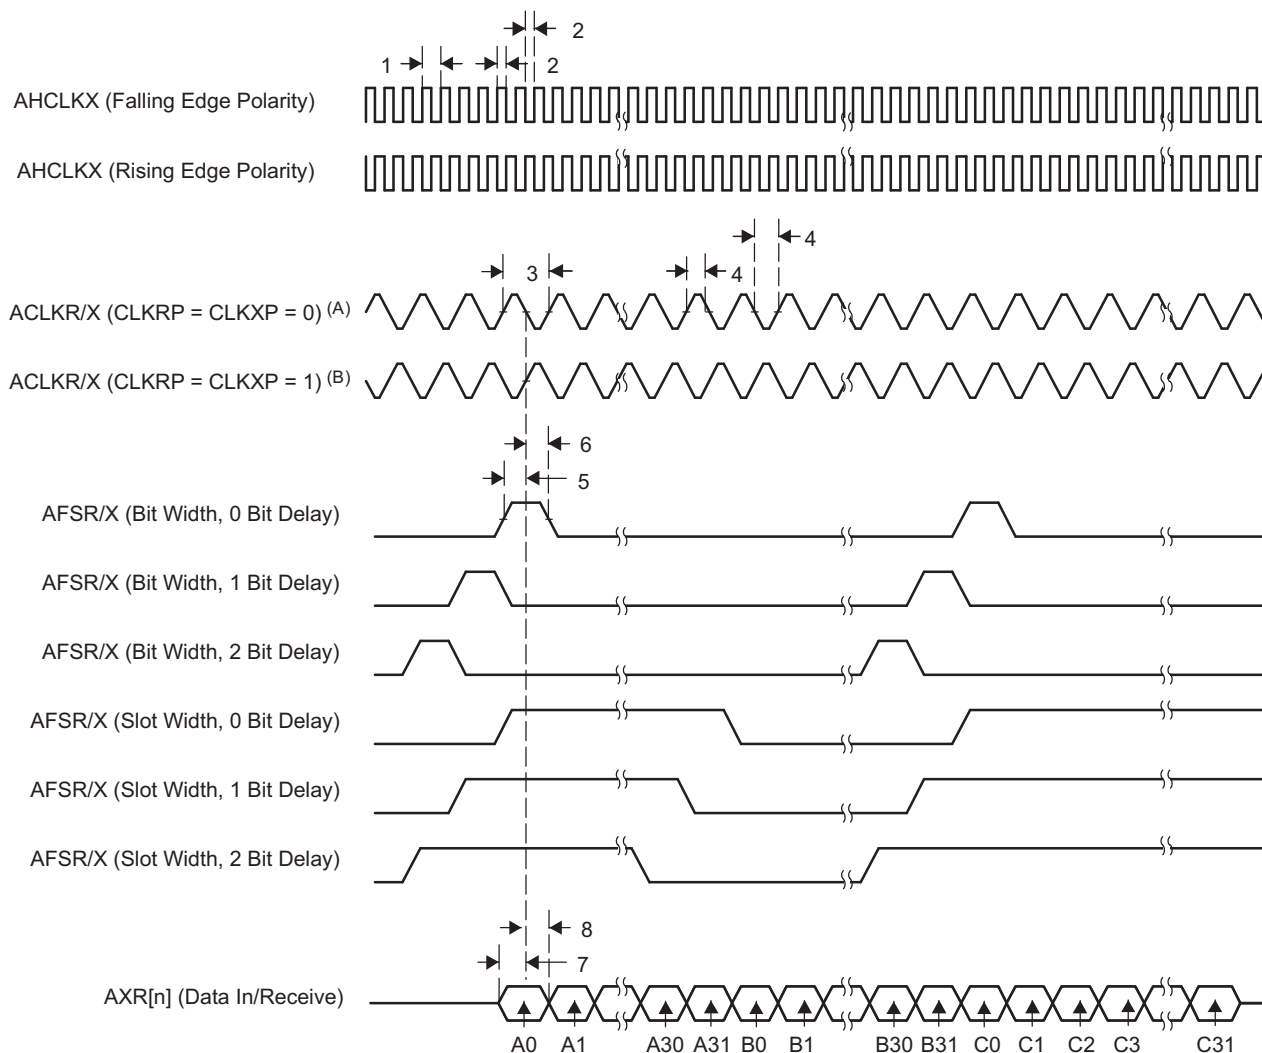 2
1
2
AHCLKX (Falling Edge Polarity)
AHCLKX (Rising Edge Polarity)
4
3
4
ACLKR/X (CLKRP = CLKXP = 0) (A)
ACLKR/X (CLKRP = CLKXP = 1) (B)
6
5
AFSR/X (Bit Width, 0 Bit Delay)
AFSR/X (Bit Width, 1 Bit Delay)
AFSR/X (Bit Width, 2 Bit Delay)
AFSR/X (Slot Width, 0 Bit Delay)
AFSR/X (Slot Width, 1 Bit Delay)
AFSR/X (Slot Width, 2 Bit Delay)
8
7
AXR[n] (Data In/Receive)
A0 A1 A30 A31 B0 B1 B30 B31 C0 C1 C2 C3 C31